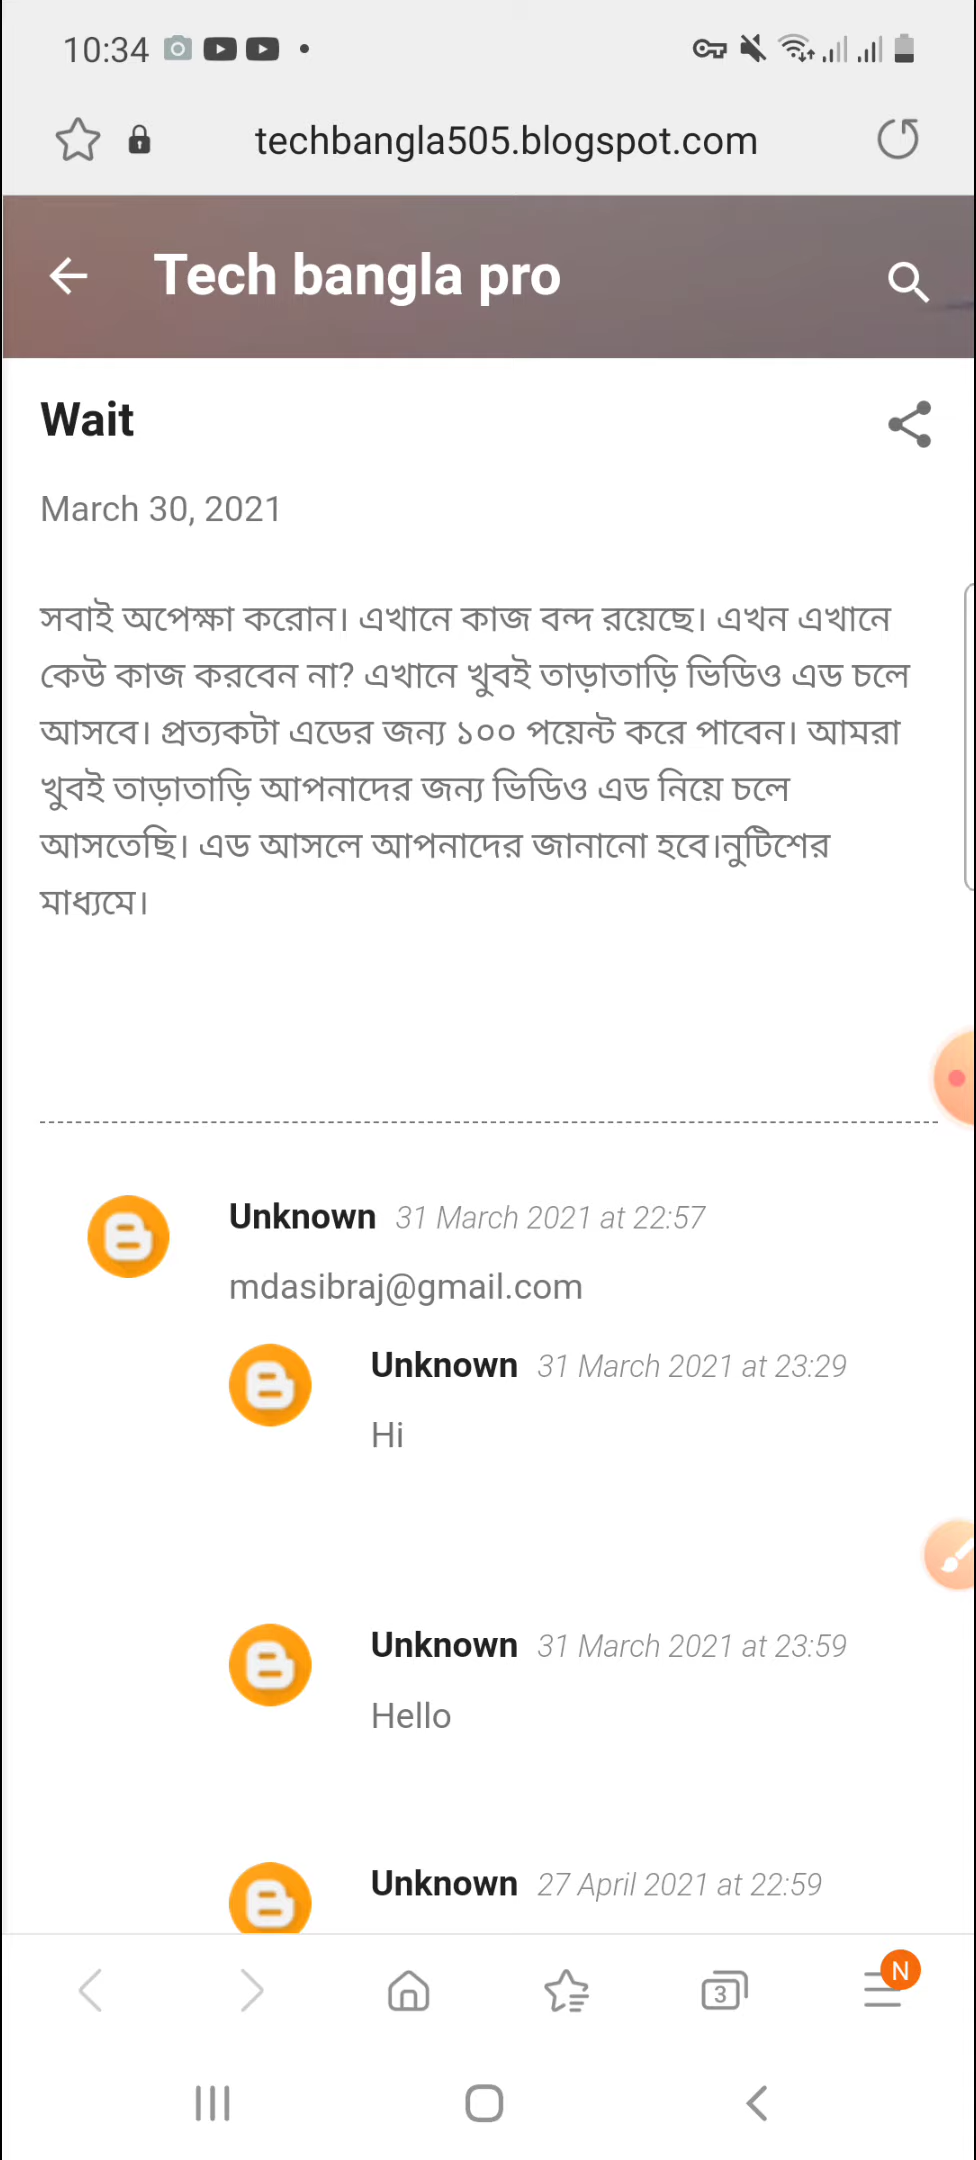 10:34
techbangla505.blogspot.com
Tech bangla pro
Wait
March 30, 2021
সবাই অপেক্ষা করোন। এখানে কাজ বন্দ রয়েছে। এখন এখানে
কেউ কাজ করবেন না? এখানে খুবই তাড়াতাড়ি ভিডিও এড চলে
আসবে। প্রত্যকটা এডের জন্য ১০০ পয়েন্ট করে পাবেন। আমরা
খুবই তাড়াতাড়ি আপনাদের জন্য ভিডিও এড নিয়ে চলে
আসতেছি। এড আসলে আপনাদের জানানো হবে।নুটিশের
মাধ্যমে।
Unknown 31 March 2021 at 22:57
mdasibraj@gmail.com
Unknown 31 March 2021 at 23:29
Hi
Unknown 31 March 2021 at 23:59
Hello
Unknown 27 April 2021 at 22:59
3
N